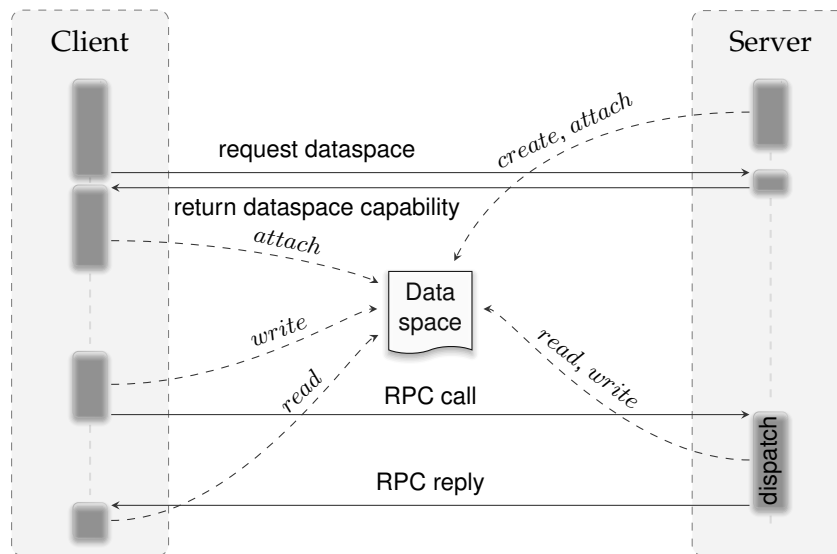 Client
Server
create, attach
request dataspace
return dataspace capability
attach
Data
space
write
read, write
read
RPC call
dispatch
RPC reply